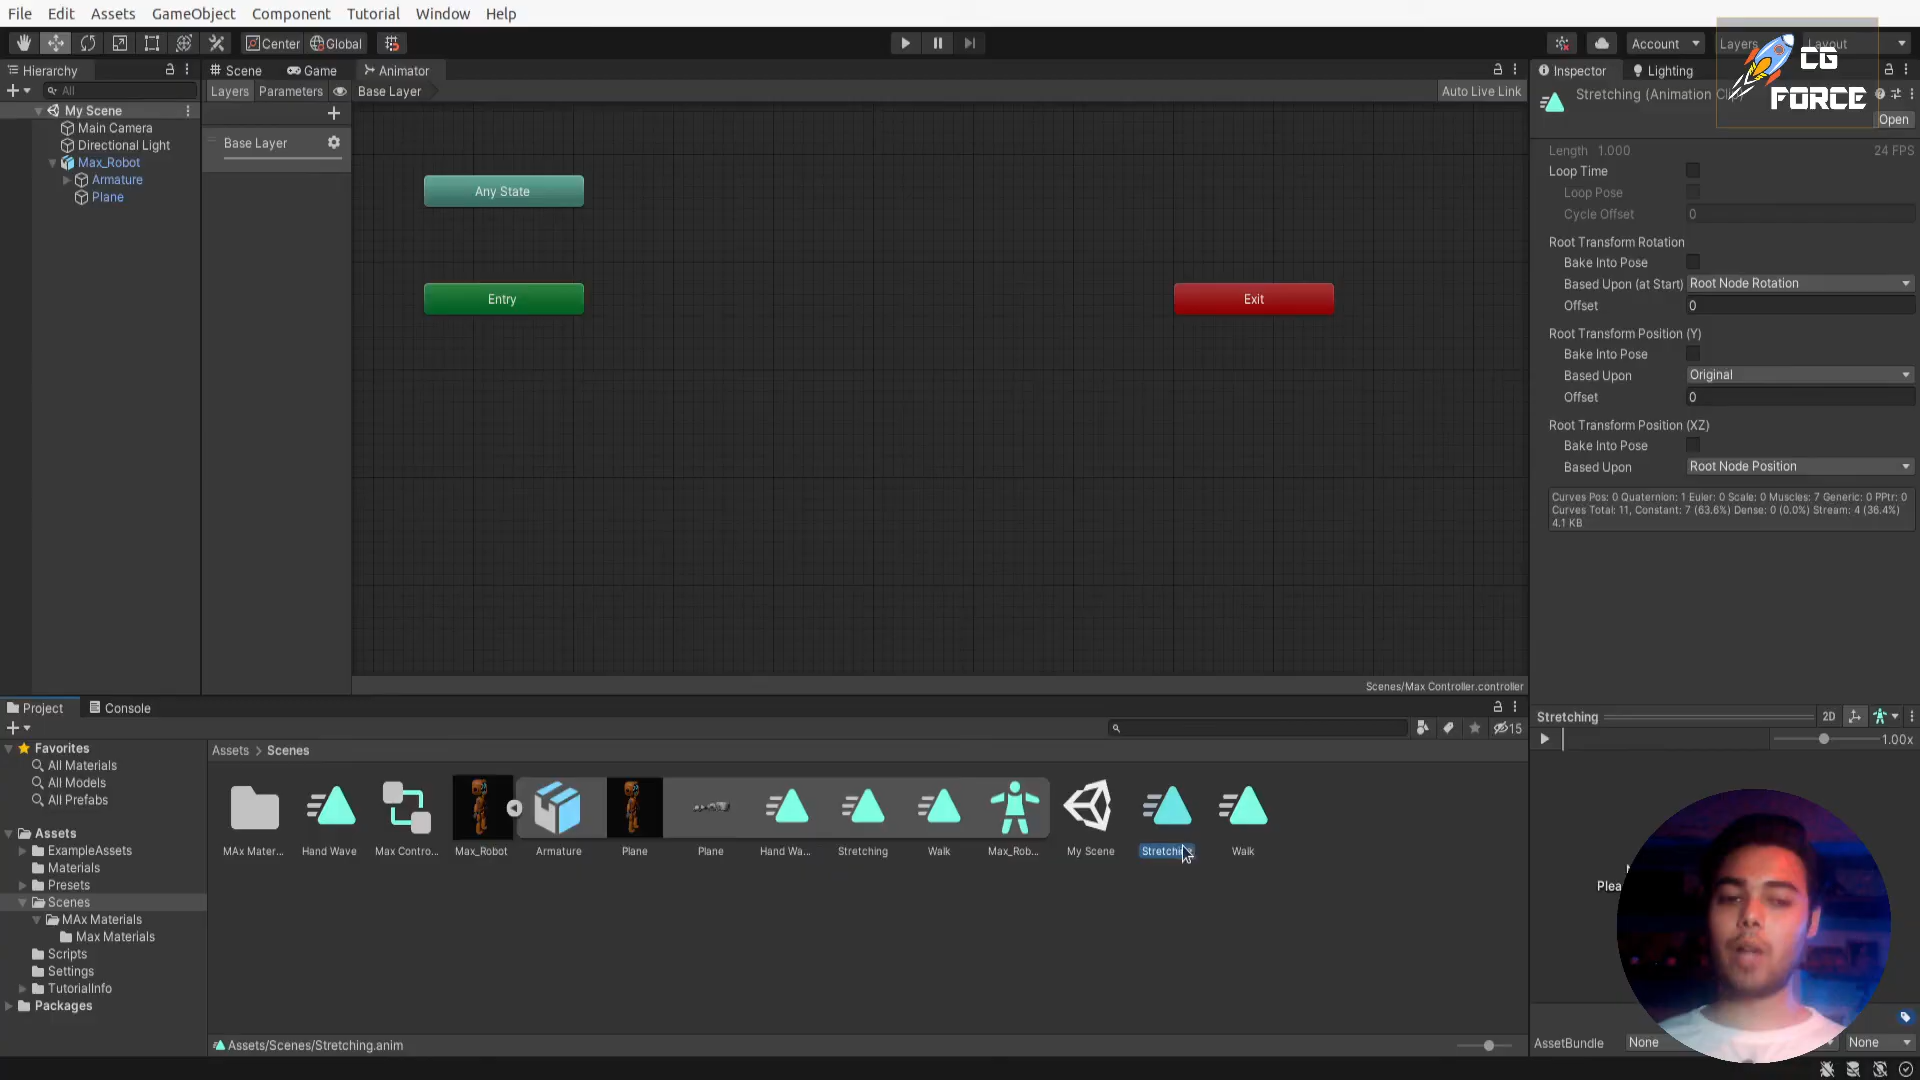 File Edit Assets GameObject Component Tutorial Window Help
Center Global
Account Layers Layout
CG FORCE
Hierarchy
All
My Scene
Main Camera
Directional Light
Max_Robot
Armature
Plane
Scene Game Animator
Layers Parameters Base Layer Auto Live Link
Base Layer
Any State
Entry
Exit
Scenes/Max Controller.controller
Inspector Lighting
Stretching (Animation
Open
Length 1.000 24 FPS
Loop Time
Loop Pose
Cycle Offset 0
Root Transform Rotation
Bake Into Pose
Based Upon (at Start) Root Node Rotation
Offset 0
Root Transform Position (Y)
Bake Into Pose
Based Upon Original
Offset 0
Root Transform Position (XZ)
Bake Into Pose
Based Upon Root Node Position
Curves Pos: 0 Quaternion: 1 Euler: 0 Scale: 0 Muscles: 7 Generic: 0 PPtr: 0
Curves Total: 11, Constant: 7 (63.6%) Dense: 0 (0.0%) Stream: 4 (36.4%)
4.1 KB
Project Console
15
Favorites
All Materials
All Models
All Prefabs
Assets
ExampleAssets
Materials
Presets
Scenes
MAx Materials
Max Materials
Scripts
Settings
TutorialInfo
Packages
Assets > Scenes
MAx Mater... Hand Wave Max Contro... Max_Robot Armature Plane Plane Hand Wa... Stretching Walk Max_Rob... My Scene Stretching Walk
Assets/Scenes/Stretching.anim
Stretching 2D
1.00x
Plea
AssetBundle None None